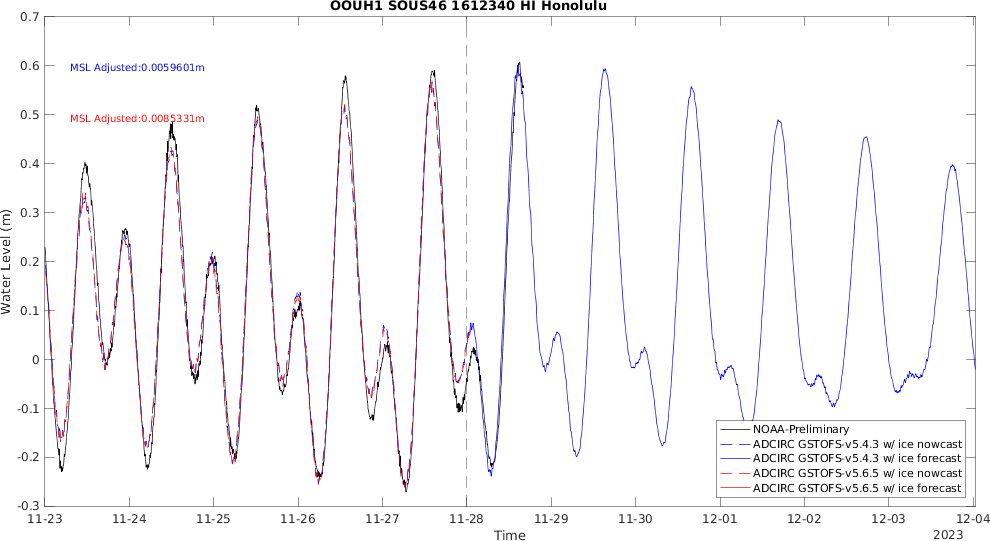 OOUH1 SOUS46 1612340 HI Honolulu
0.7
0.6
0.5
0.4
0.3
0.2
0.1
0
-0.1
-0.2
-0.3
Water Level (m)
MSL Adjusted:0.0059601m
MSL Adjusted:0.0085331m
NOAA-Preliminary
ADCIRC GSTOFS-v5.4.3 w/ ice nowcast
ADCIRC GSTOFS-v5.4.3 w/ ice forecast
ADCIRC GSTOFS-v5.6.5 w/ ice nowcast
ADCIRC GSTOFS-v5.6.5 w/ ice forecast
11-23 11-24 11-25 11-26 11-27 11-28 11-29 11-30 12-01 12-02 12-03 12-04
Time
2023